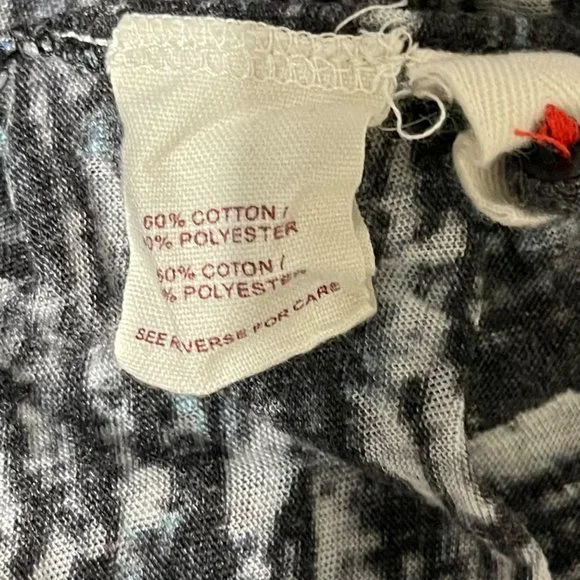 60% COTTON /
0% POLYESTER
60% COTON /
% POLYESTER
SEE REVERSE FOR CARE